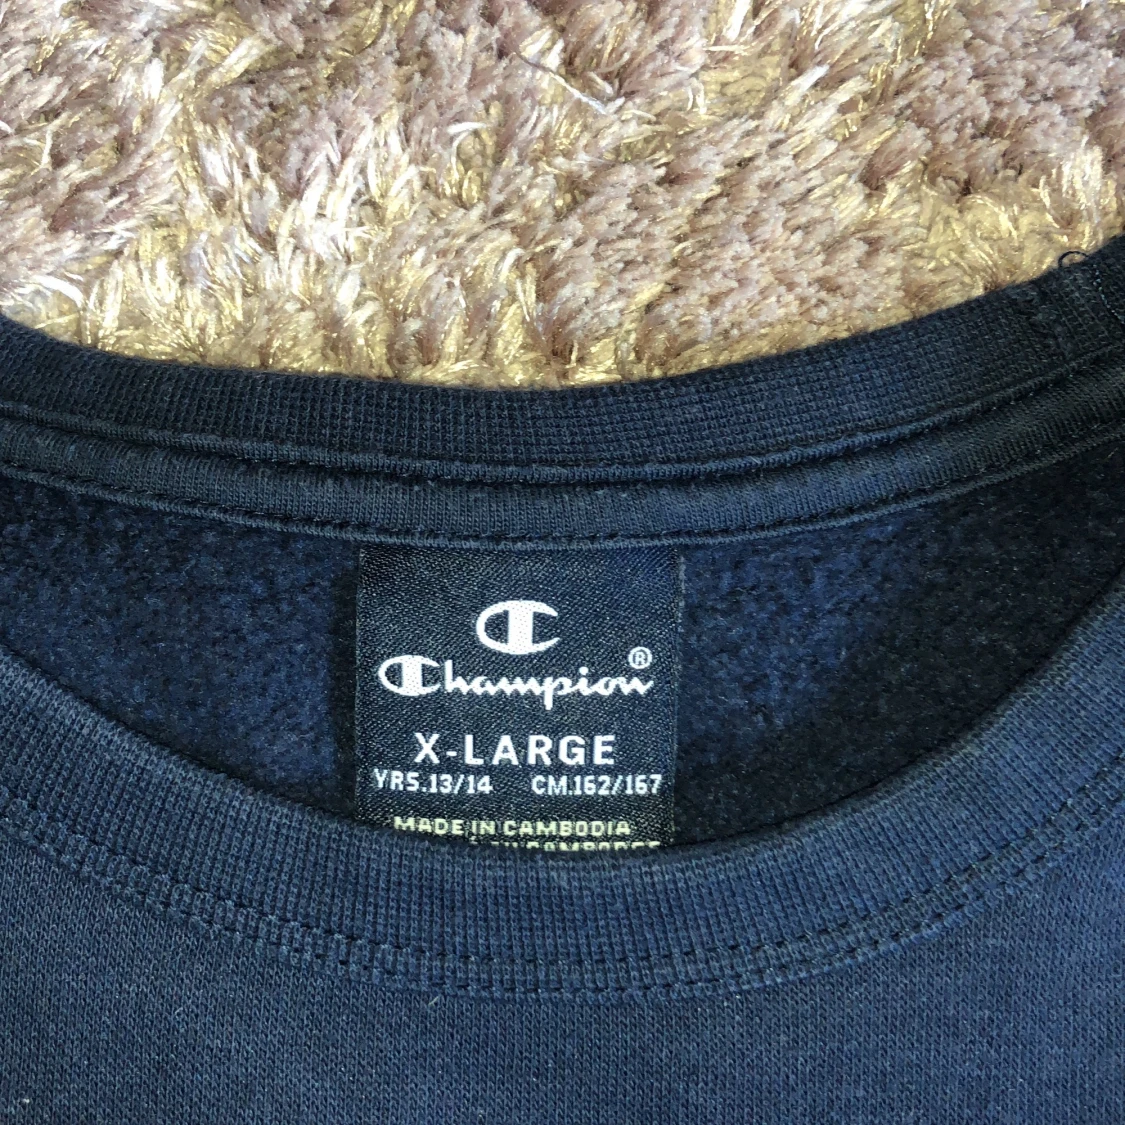 C
Champion®
X-LARGE
YRS.13/14 CM.162/167
MADE IN CAMBODIA